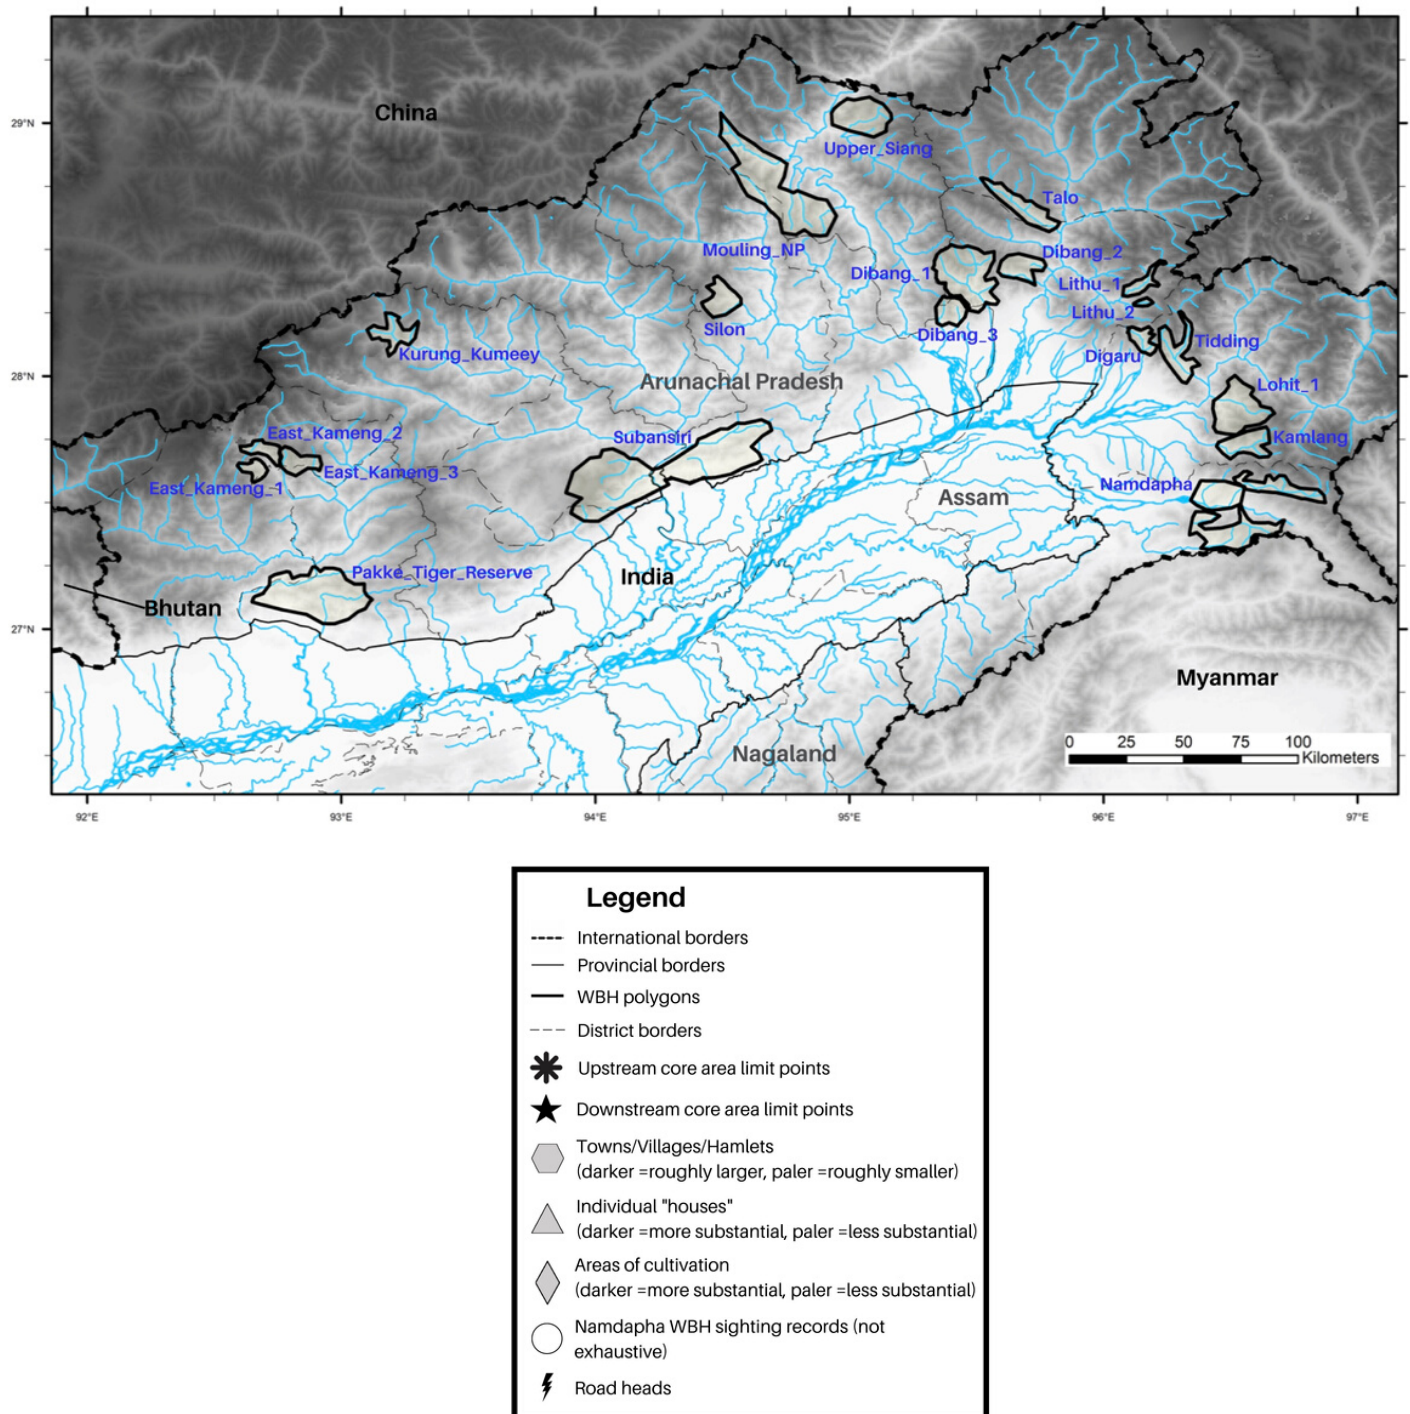 China
29°N
Upper_Siang
Talo
Mouling_NP
Dibang_2
Dibang_1
Lithu_1
Lithu_2
Silon
Dibang_3
Tidding
Kurung_Kumeey
Digaru
28°N
Arunachal Pradesh
Lohit_1
East_Kameng_2
Subansiri
Kamlang
East_Kameng_3
East_Kameng_1
Namdapha
Assam
Pakke_Tiger_Reserve
India
Bhutan
27°N
Myanmar
0 25 50 75 100
Kilometers
Nagaland
92°E 93°E 94°E 95°E 96°E 97°E
Legend
International borders
Provincial borders
WBH polygons
District borders
Upstream core area limit points
Downstream core area limit points
Towns/Villages/Hamlets
(darker =roughly larger, paler =roughly smaller)
Individual "houses"
(darker =more substantial, paler =less substantial)
Areas of cultivation
(darker =more substantial, paler =less substantial)
Namdapha WBH sighting records (not
exhaustive)
Road heads